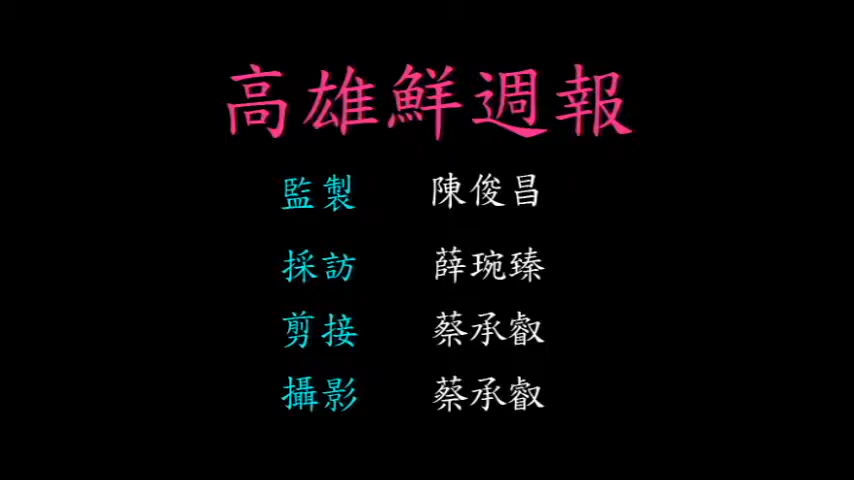 高雄鮮週報
監製 陳俊昌
採訪 薛琬臻
剪接 蔡承叡
攝影 蔡承叡